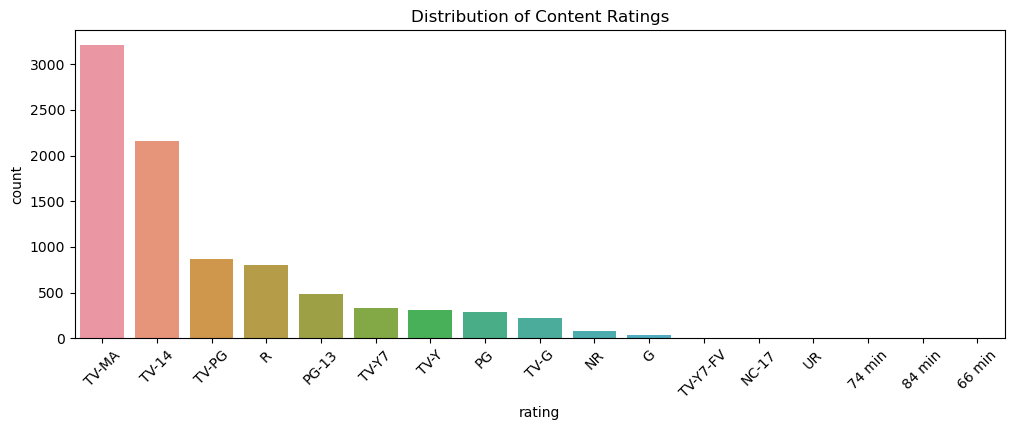 Distribution of Content Ratings
count
3000
2500
2000
1500
1000
500
0
TV-MA
TV-14
TV-PG
R
PG-13
TV-Y7
TV-Y
PG
TV-G
NR
G
TV-Y7-FV
NC-17
UR
74 min
84 min
66 min
rating